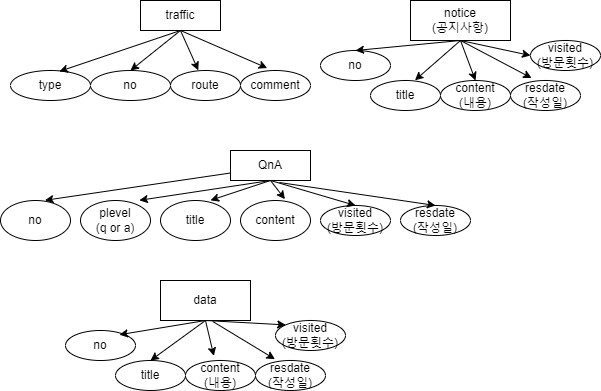 traffic
type
no
route
comment
notice
(공지사항)
no
title
content
(내용)
resdate
(작성일)
visited
(방문횟수)
QnA
no
plevel
(q or a)
title
content
visited
(방문횟수)
resdate
(작성일)
data
no
title
content
(내용)
resdate
(작성일)
visited
(방문횟수)